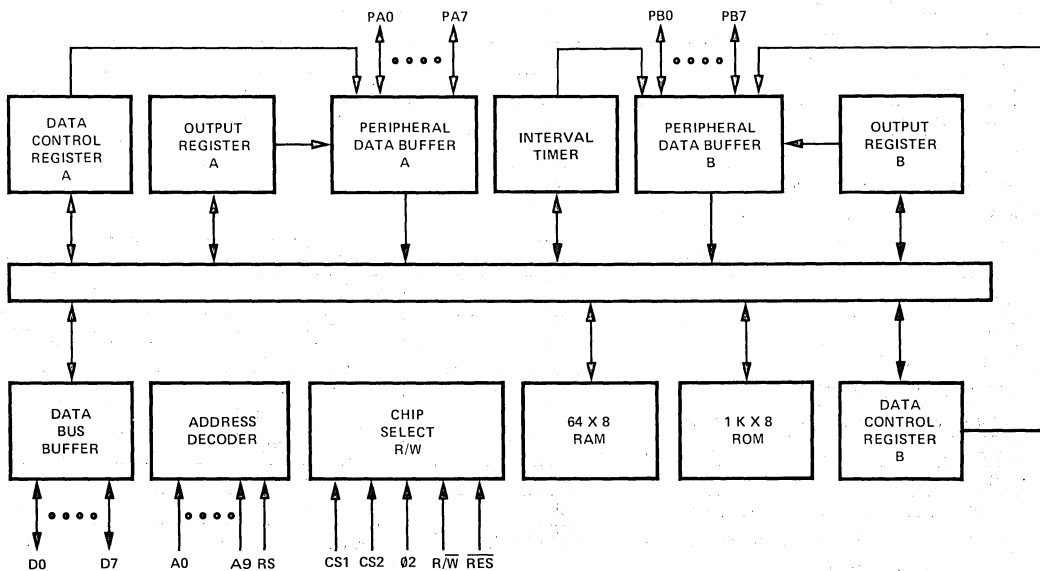 PA0 PA7 PB0 PB7
DATA
CONTROL
REGISTER
A
OUTPUT
REGISTER
A
PERIPHERAL
DATA BUFFER
A
INTERVAL
TIMER
PERIPHERAL
DATA BUFFER
B
OUTPUT
REGISTER
B
DATA
BUS
BUFFER
ADDRESS
DECODER
CHIP
SELECT
R/W
64 X 8
RAM
1 K X 8
ROM
DATA
CONTROL
REGISTER
B
D0 D7 A0 A9 RS CS1 CS2 Ø2 R/W̅ R̅E̅S̅